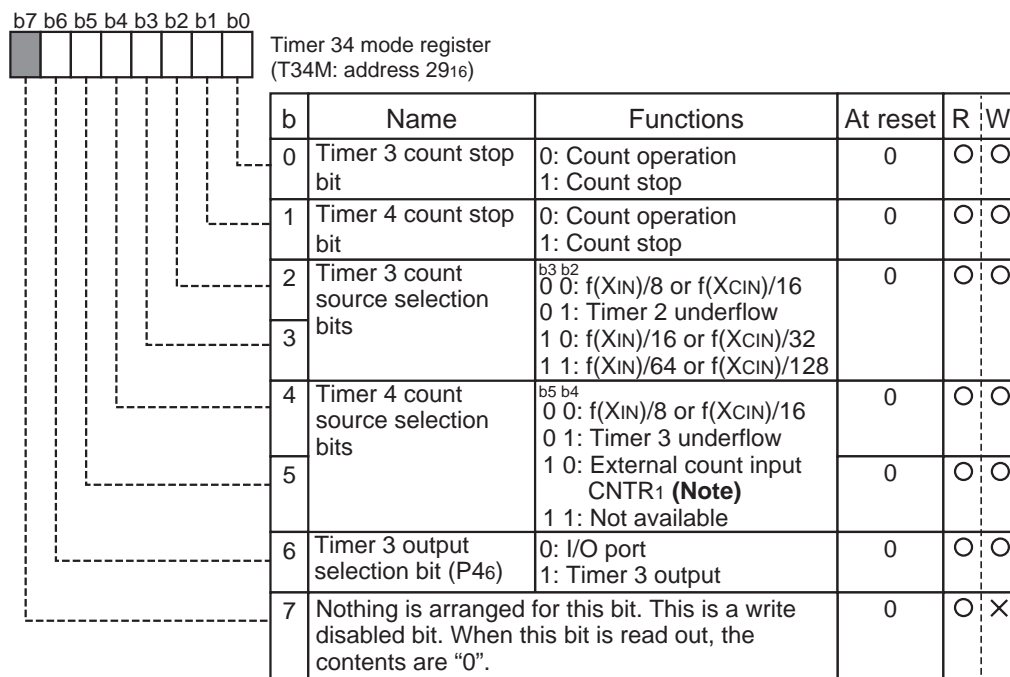 b7 b6 b5 b4 b3 b2 b1 b0
Timer 34 mode register
(T34M: address 2916)
b Name Functions At reset R W
0 Timer 3 count stop bit 0: Count operation 0 O O
1: Count stop
1 Timer 4 count stop bit 0: Count operation 0 O O
1: Count stop
2 Timer 3 count source selection bits b3 b2 0 O O
3 0 0: f(XIN)/8 or f(XCIN)/16
0 1: Timer 2 underflow
1 0: f(XIN)/16 or f(XCIN)/32
1 1: f(XIN)/64 or f(XCIN)/128
4 Timer 4 count source selection bits b5 b4 0 O O
0 0: f(XIN)/8 or f(XCIN)/16
0 1: Timer 3 underflow
5 1 0: External count input 0 O O
CNTR1 (Note)
1 1: Not available
6 Timer 3 output selection bit (P46) 0: I/O port 0 O O
1: Timer 3 output
7 Nothing is arranged for this bit. This is a write 0 O ×
disabled bit. When this bit is read out, the
contents are “0”.